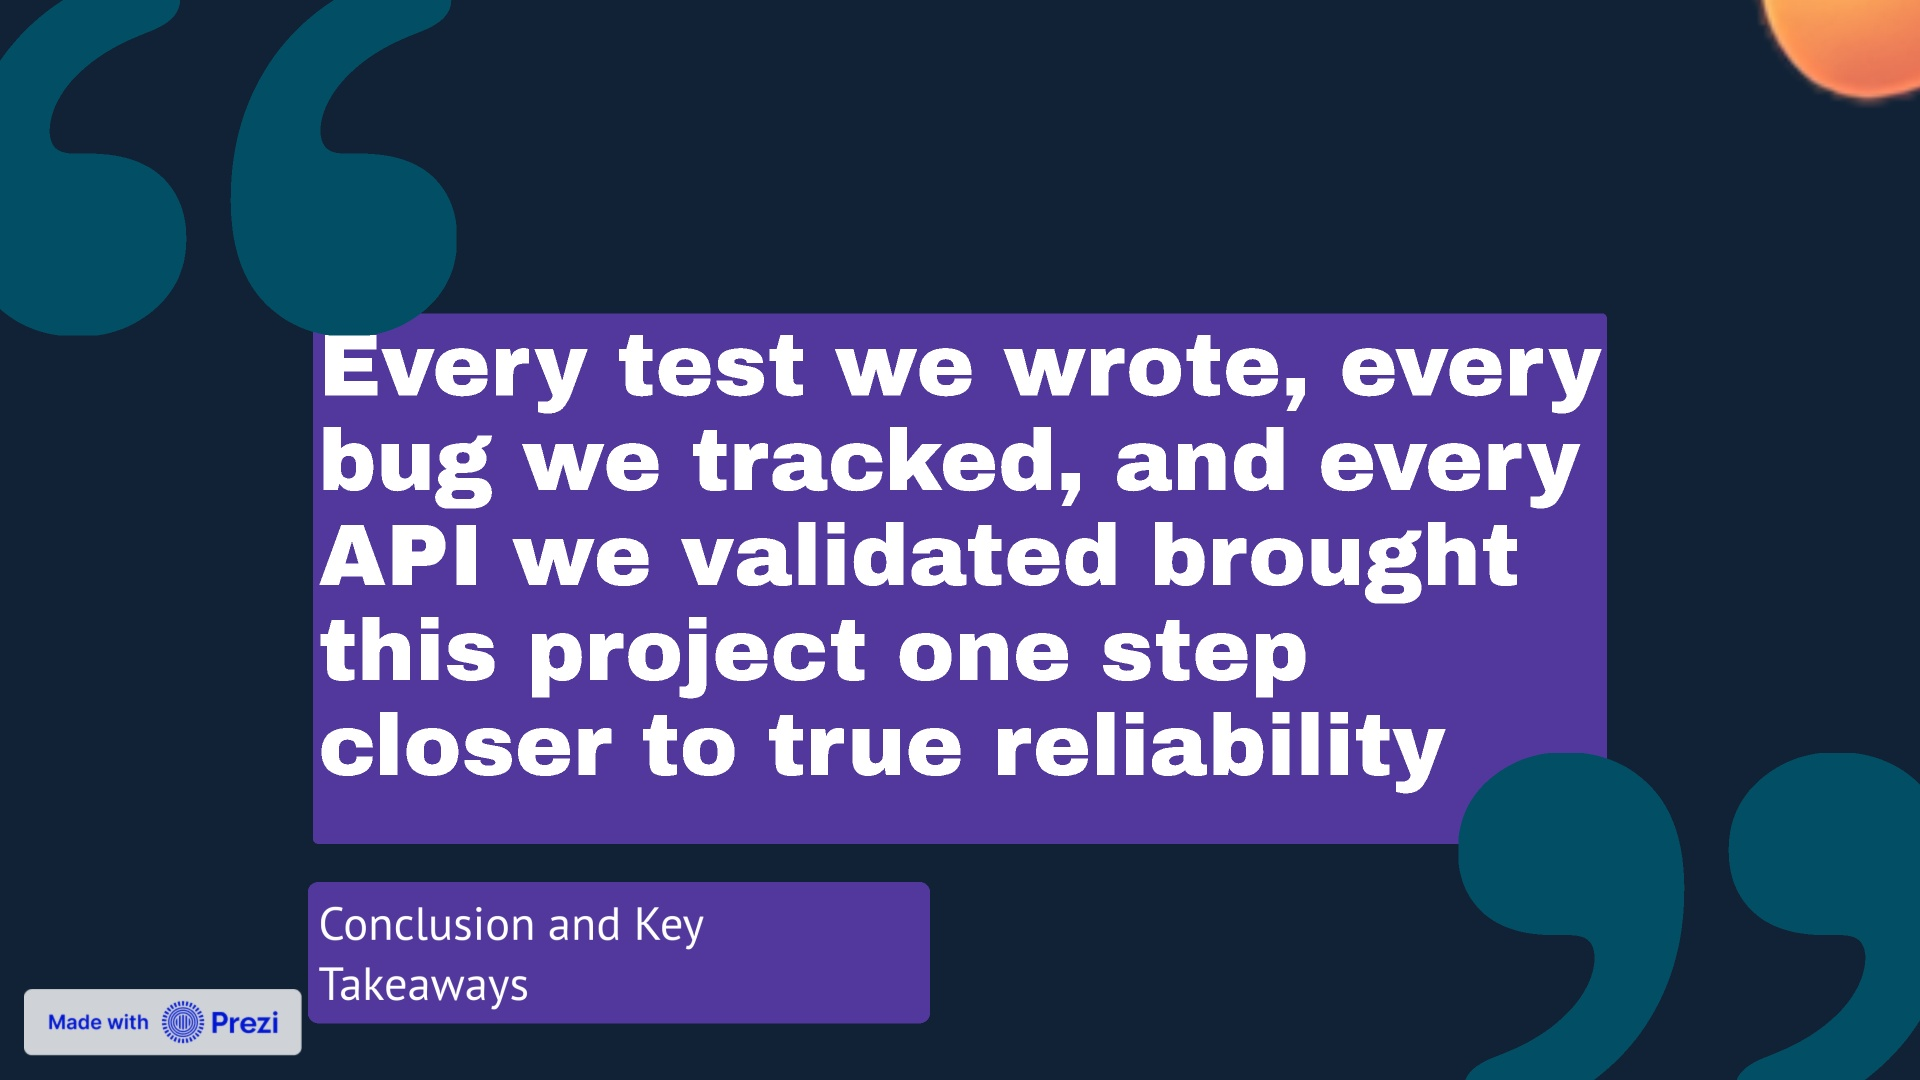 Every test we wrote, every
bug we tracked, and every
API we validated brought
this project one step
closer to true reliability
Conclusion and Key
Takeaways
Made with Prezi